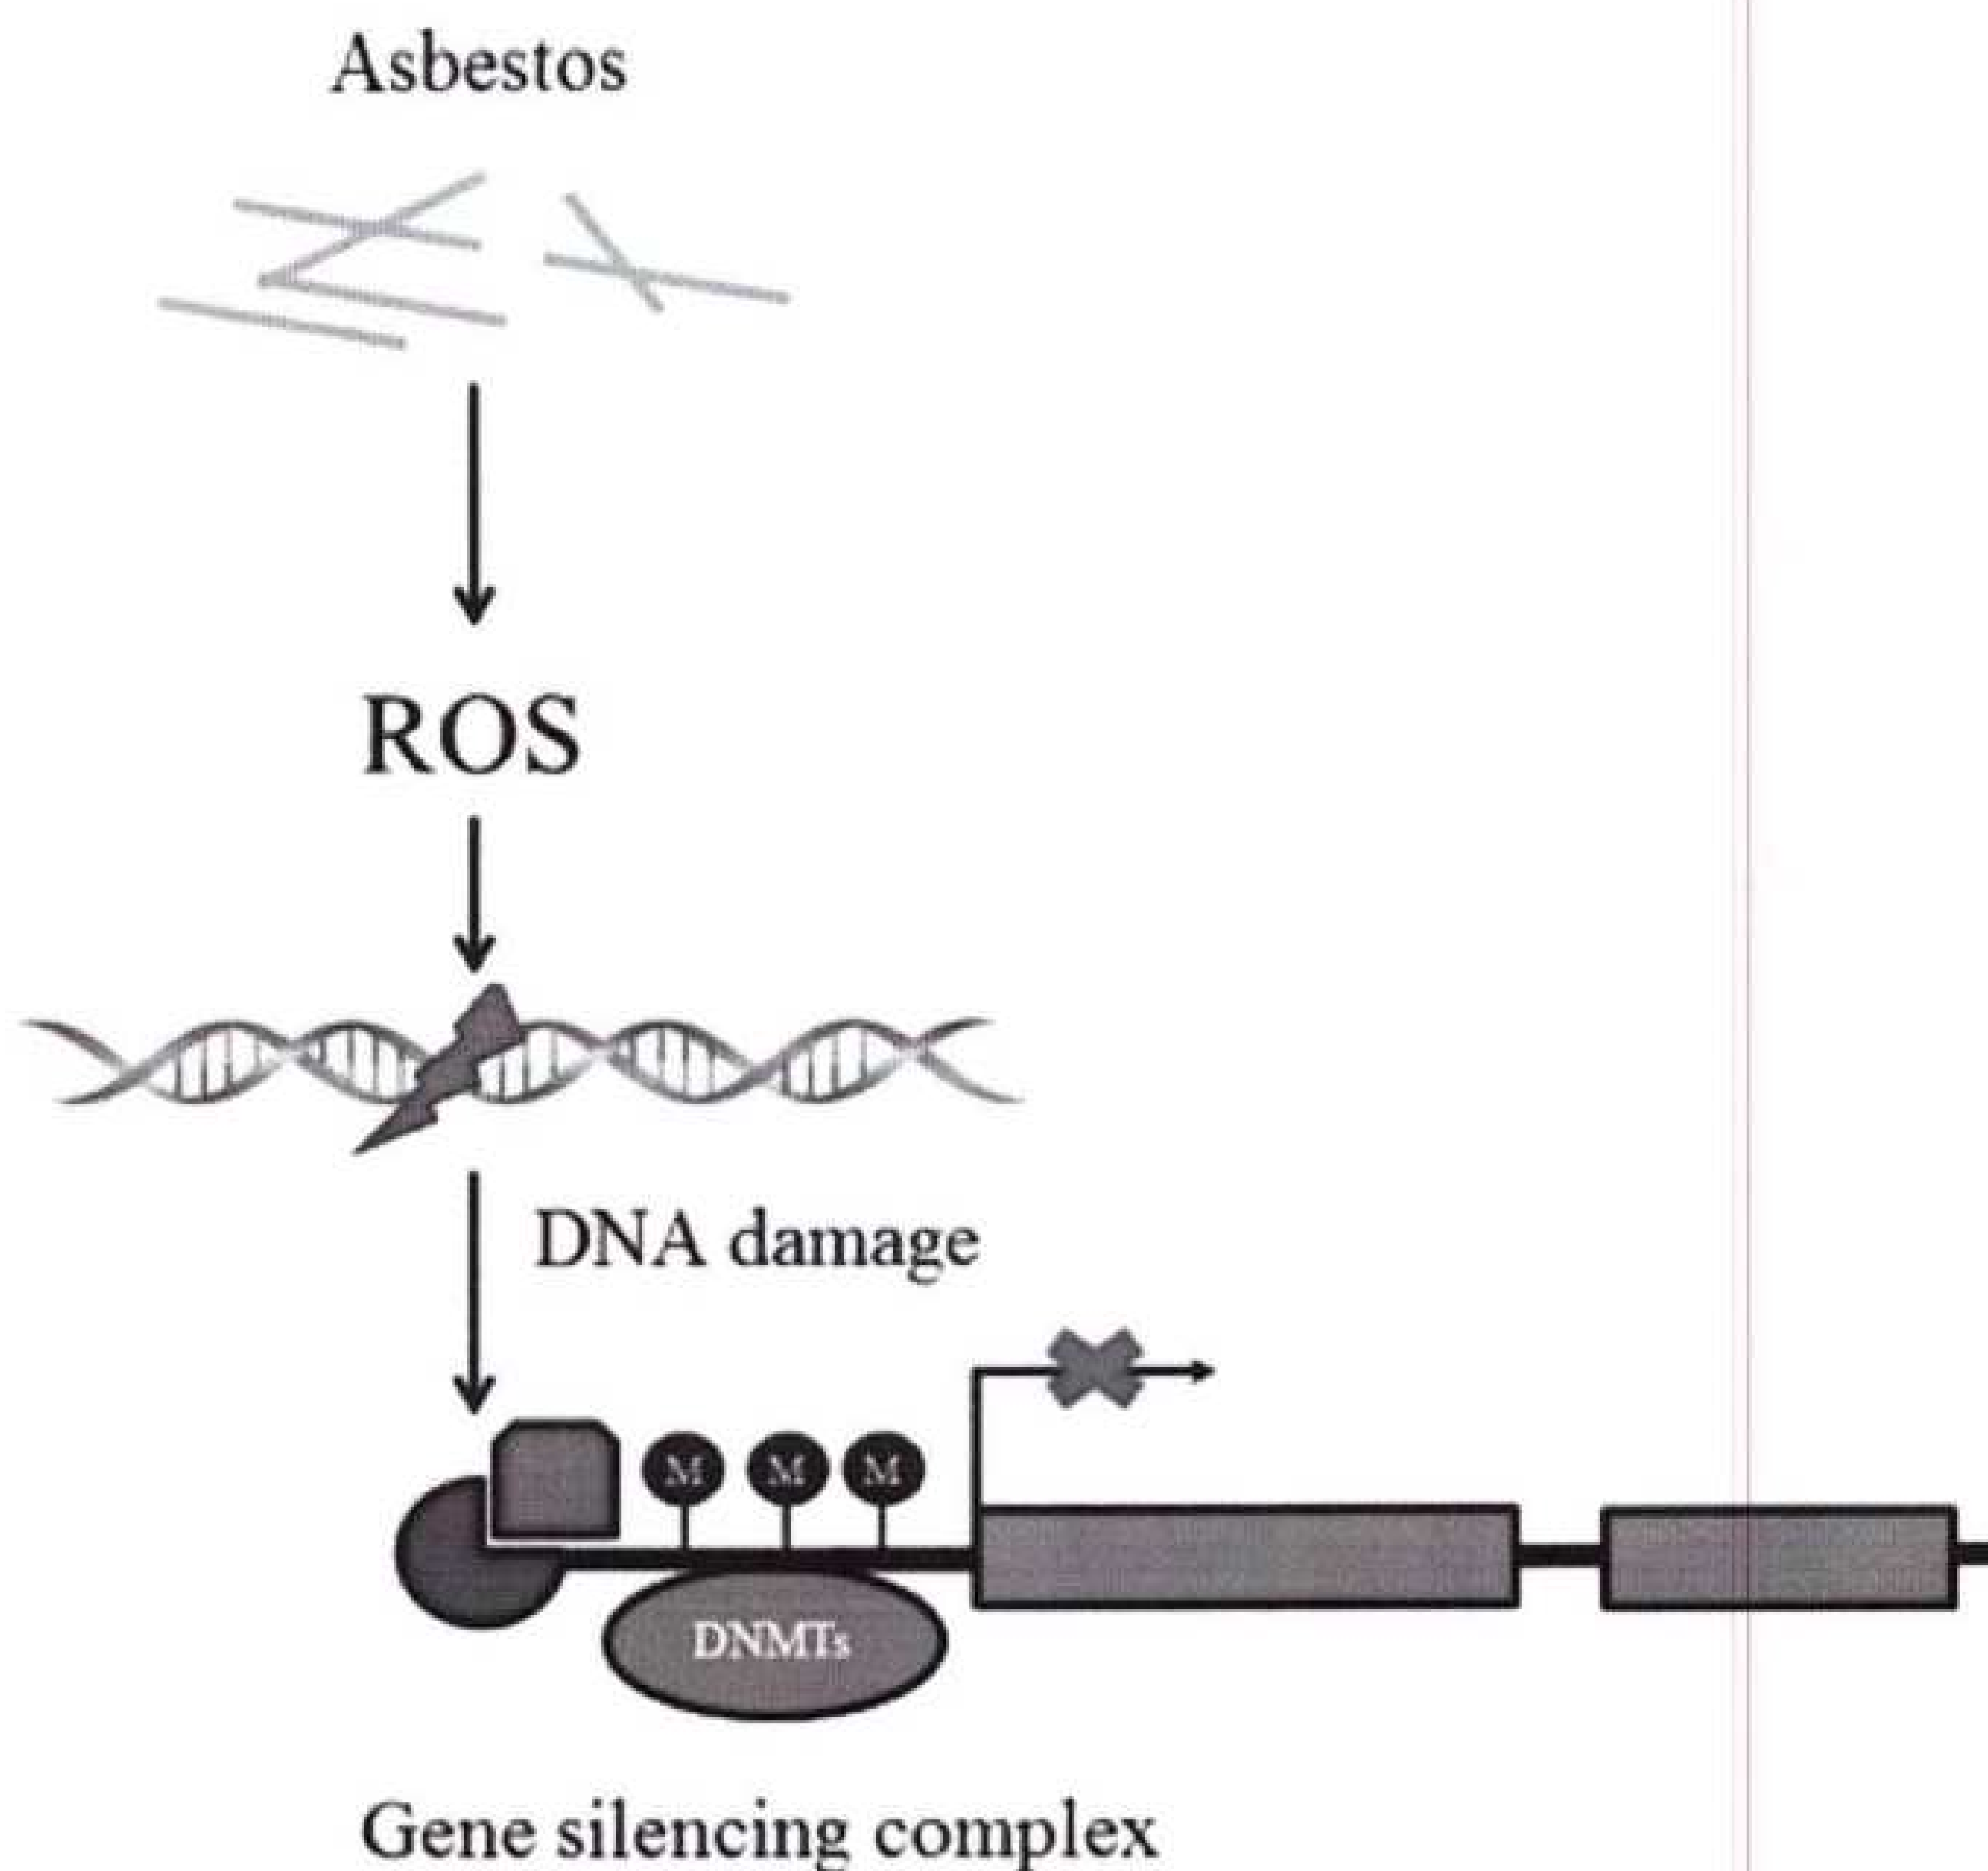 Asbestos
ROS
DNA damage
M M M
DNMTs
Gene silencing complex